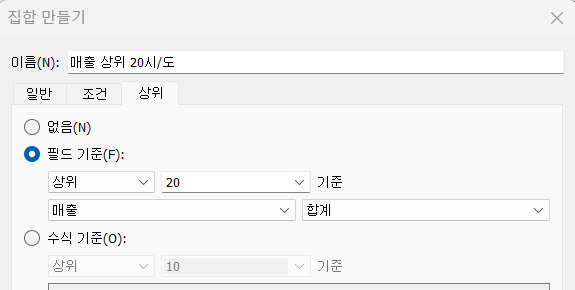 집합 만들기
이름(N): 매출 상위 20시/도
일반 조건 상위
없음(N)
필드 기준(F):
상위 20 기준
매출 합계
수식 기준(O):
상위 10 기준